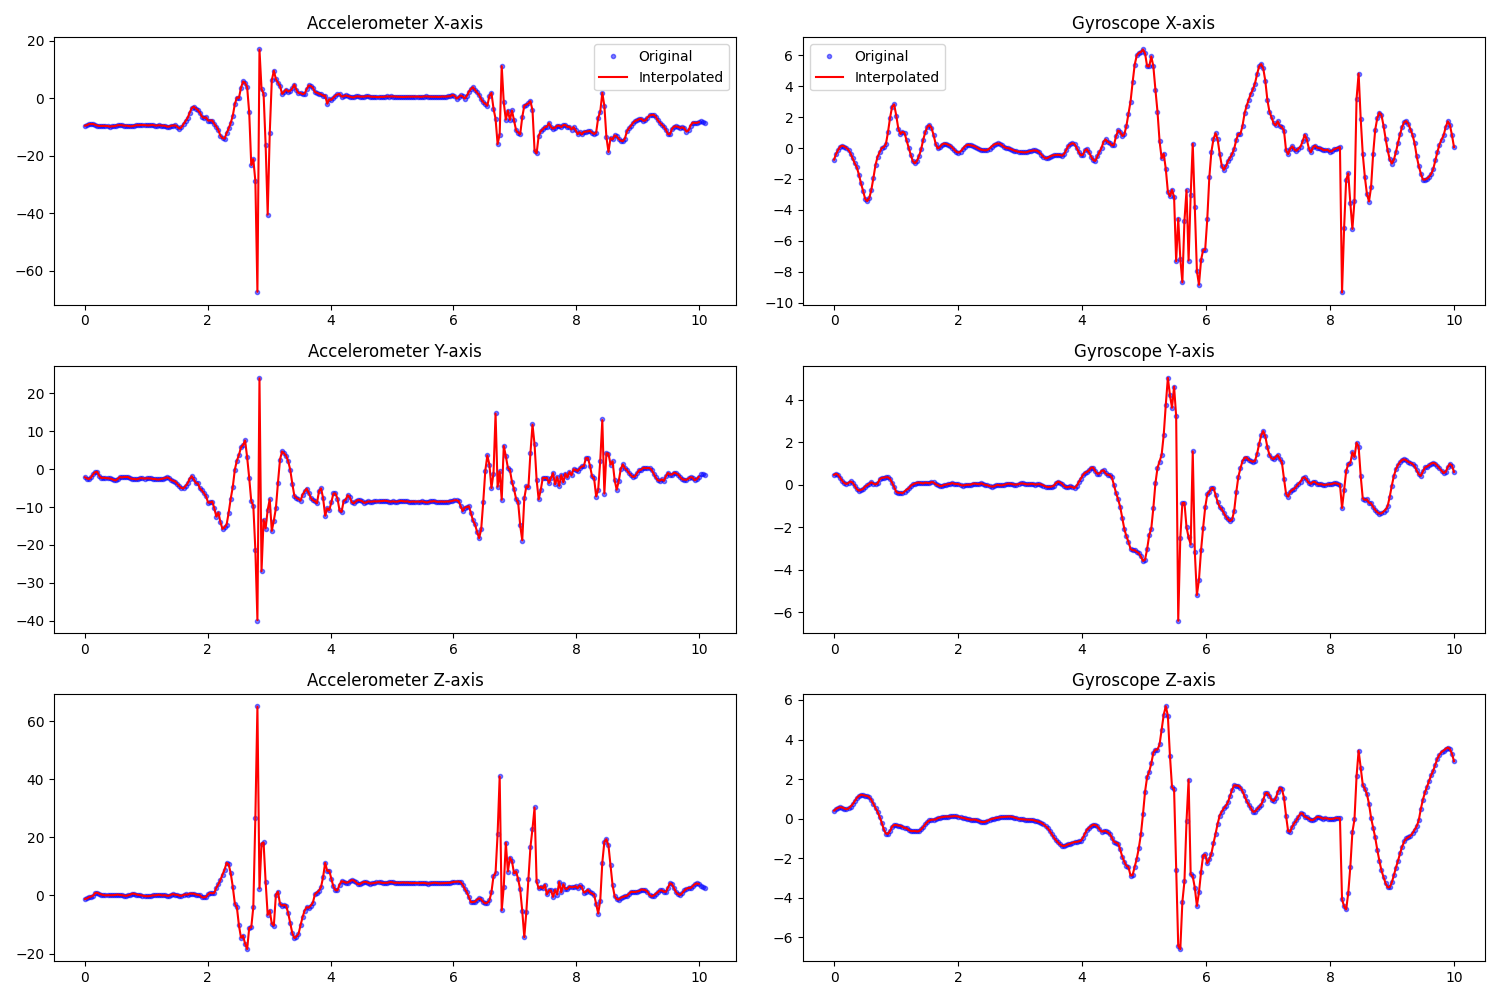 Accelerometer X-axis
20
0
−20
−40
−60
0 2 4 6 8 10
Original
Interpolated
Gyroscope X-axis
6
4
2
0
−2
−4
−6
−8
−10
0 2 4 6 8 10
Original
Interpolated
Accelerometer Y-axis
20
10
0
−10
−20
−30
−40
0 2 4 6 8 10
Gyroscope Y-axis
4
2
0
−2
−4
−6
0 2 4 6 8 10
Accelerometer Z-axis
60
40
20
0
−20
0 2 4 6 8 10
Gyroscope Z-axis
6
4
2
0
−2
−4
−6
0 2 4 6 8 10